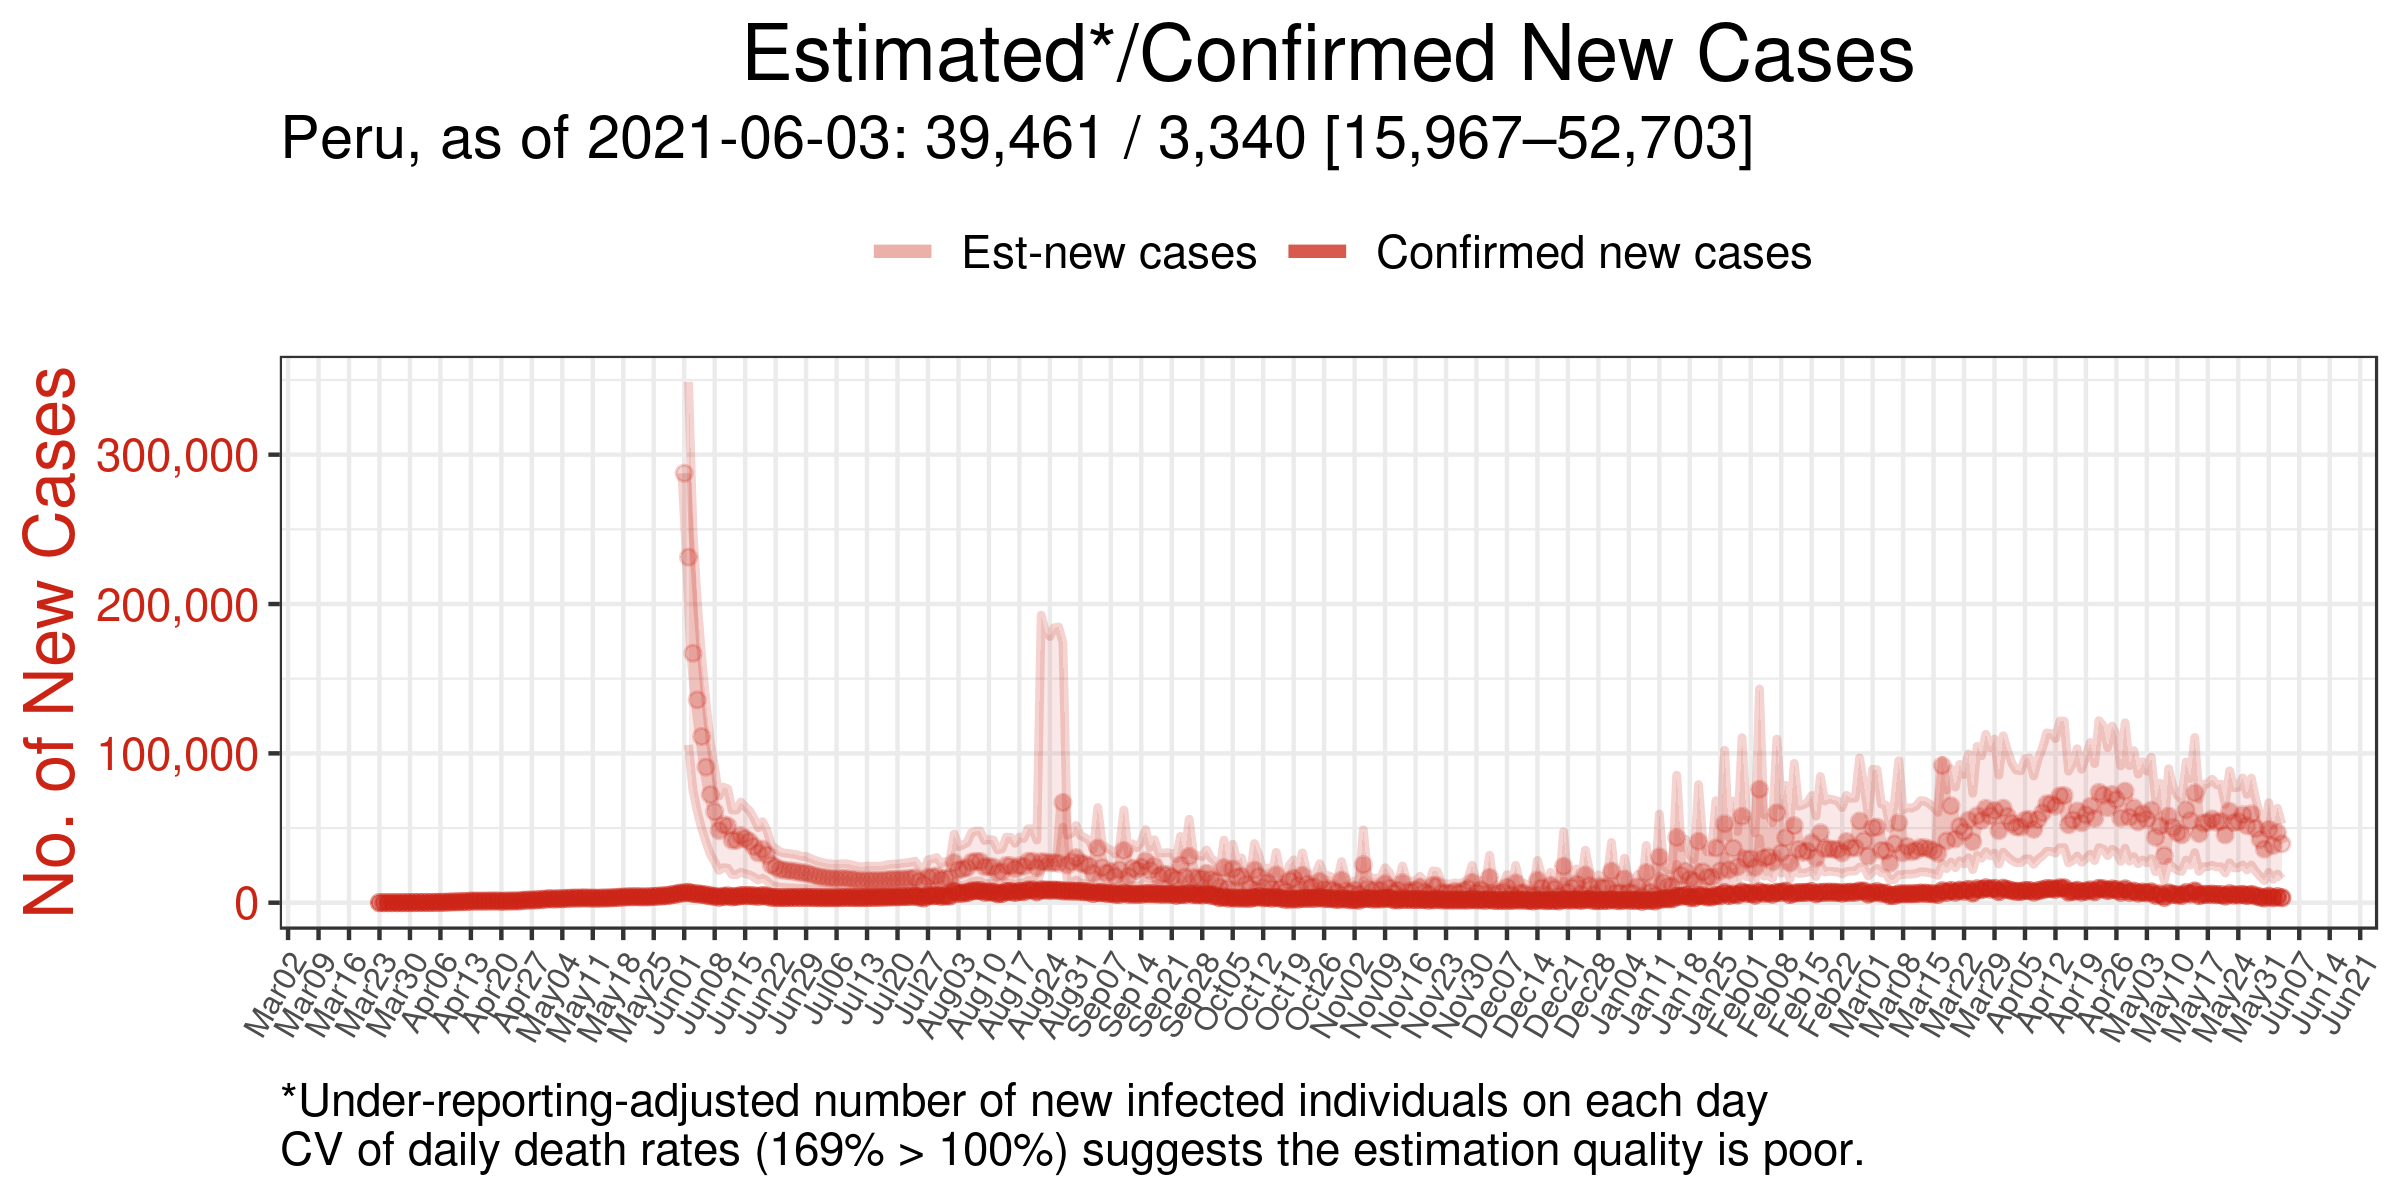 Estimated*/Confirmed New Cases
Peru, as of 2021-06-03: 39,461 / 3,340 [15,967–52,703]
Est-new cases
Confirmed new cases
No. of New Cases
300,000
200,000
100,000
0
Mar02
Mar09
Mar16
Mar23
Mar30
Apr06
Apr13
Apr20
Apr27
May04
May11
May18
May25
Jun01
Jun08
Jun15
Jun22
Jun29
Jul06
Jul13
Jul20
Jul27
Aug03
Aug10
Aug17
Aug24
Aug31
Sep07
Sep14
Sep21
Sep28
Oct05
Oct12
Oct19
Oct26
Nov02
Nov09
Nov16
Nov23
Nov30
Dec07
Dec14
Dec21
Dec28
Jan04
Jan11
Jan18
Jan25
Feb01
Feb08
Feb15
Feb22
Mar01
Mar08
Mar15
Mar22
Mar29
Apr05
Apr12
Apr19
Apr26
May03
May10
May17
May24
May31
Jun07
Jun14
Jun21
*Under-reporting-adjusted number of new infected individuals on each day
CV of daily death rates (169% > 100%) suggests the estimation quality is poor.